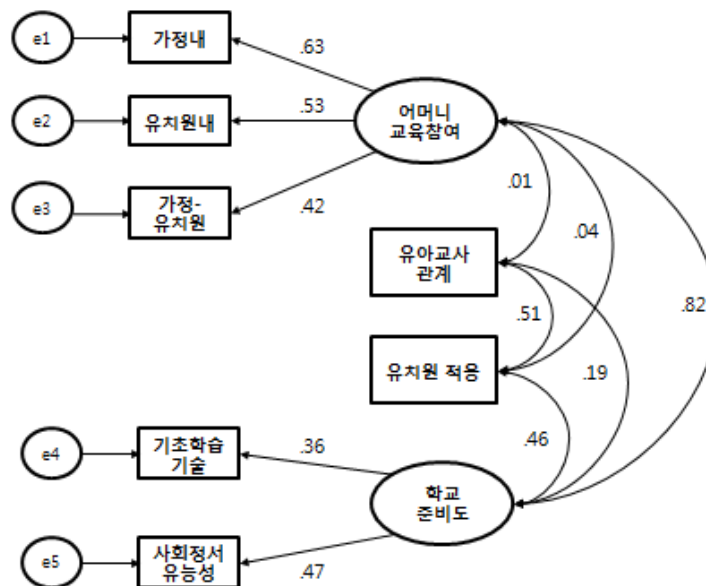 e1
가정내
.63
e2
유치원내
.53
어머니
교육참여
e3
가정-
유치원
.42
.01
.04
유아교사
관계
.51
.82
유치원 적응
.19
.46
e4
기초학습
기술
.36
학교
준비도
e5
사회정서
유능성
.47